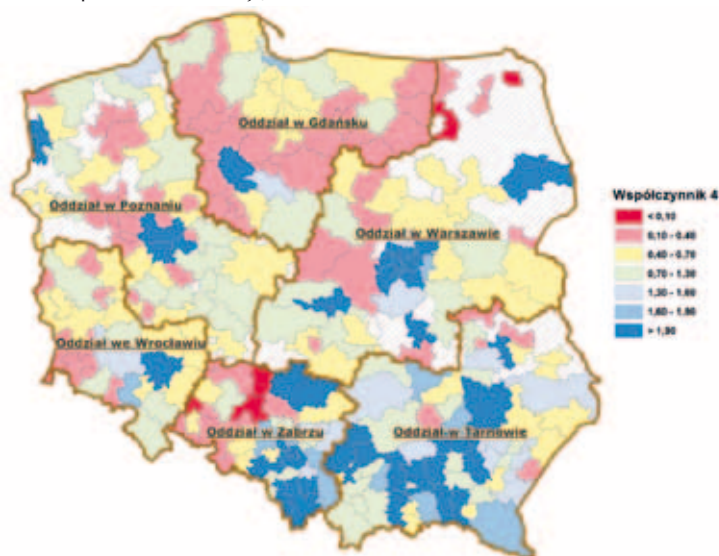 Oddział w Gdańsku
Współczynnik 4
< 0,10
0,10 - 0,40
0,40 - 0,70
0,70 - 1,30
1,30 - 1,60
1,60 - 1,90
> 1,90
Oddział w Poznaniu
Oddział w Warszawie
Oddział we Wrocławiu
Oddział w Zabrzu
Oddział w Tarnowie